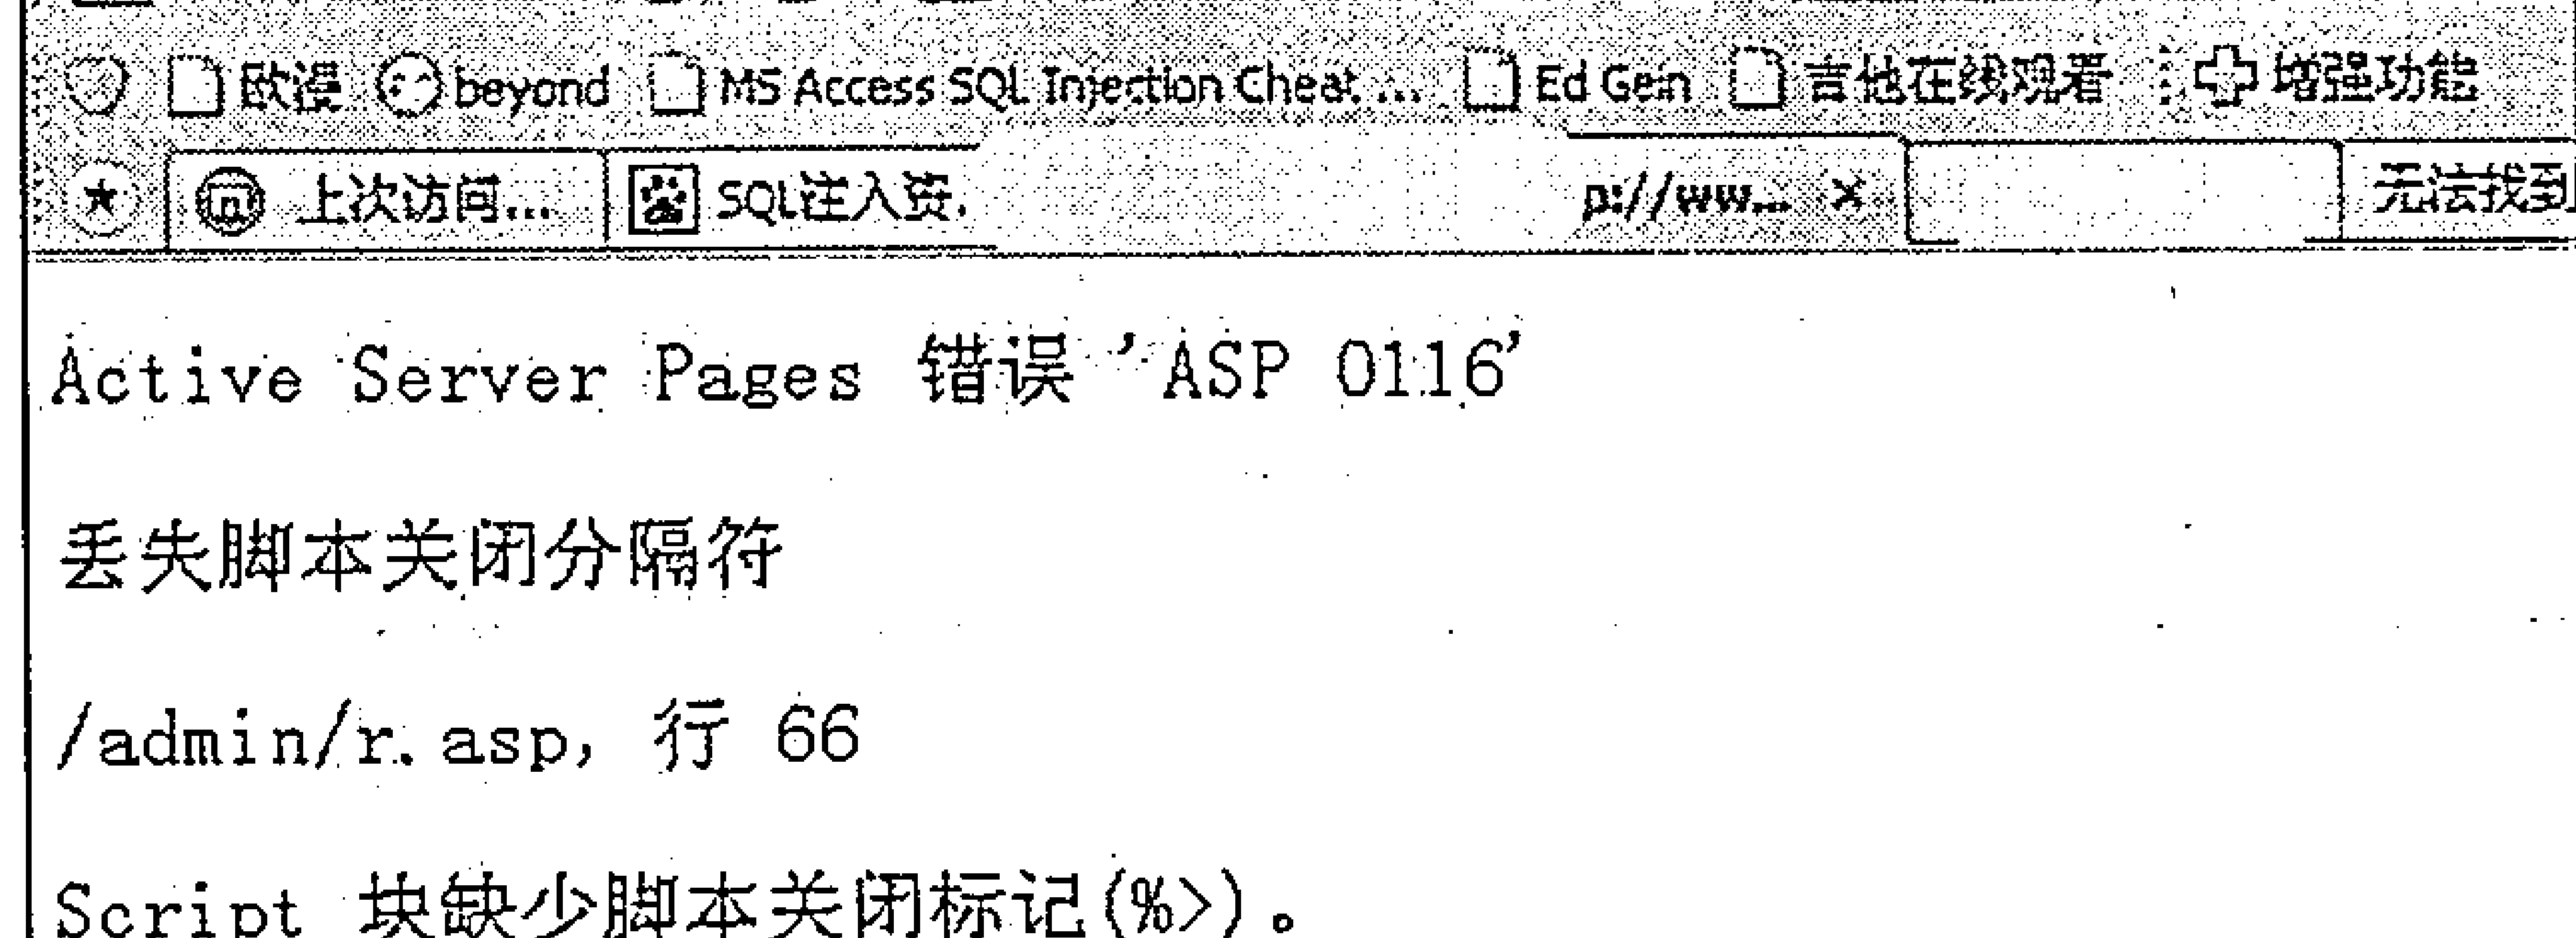 欧漫 beyond MS Access SQL Injection Cheat ... Ed Gein 吉他在线观看 增强功能
上次访问... SQL注入资. p://ww... × 无法找到
Active Server Pages 错误 'ASP 0116'
丢失脚本关闭分隔符
/admin/r.asp, 行 66
Script 块缺少脚本关闭标记(%>)。